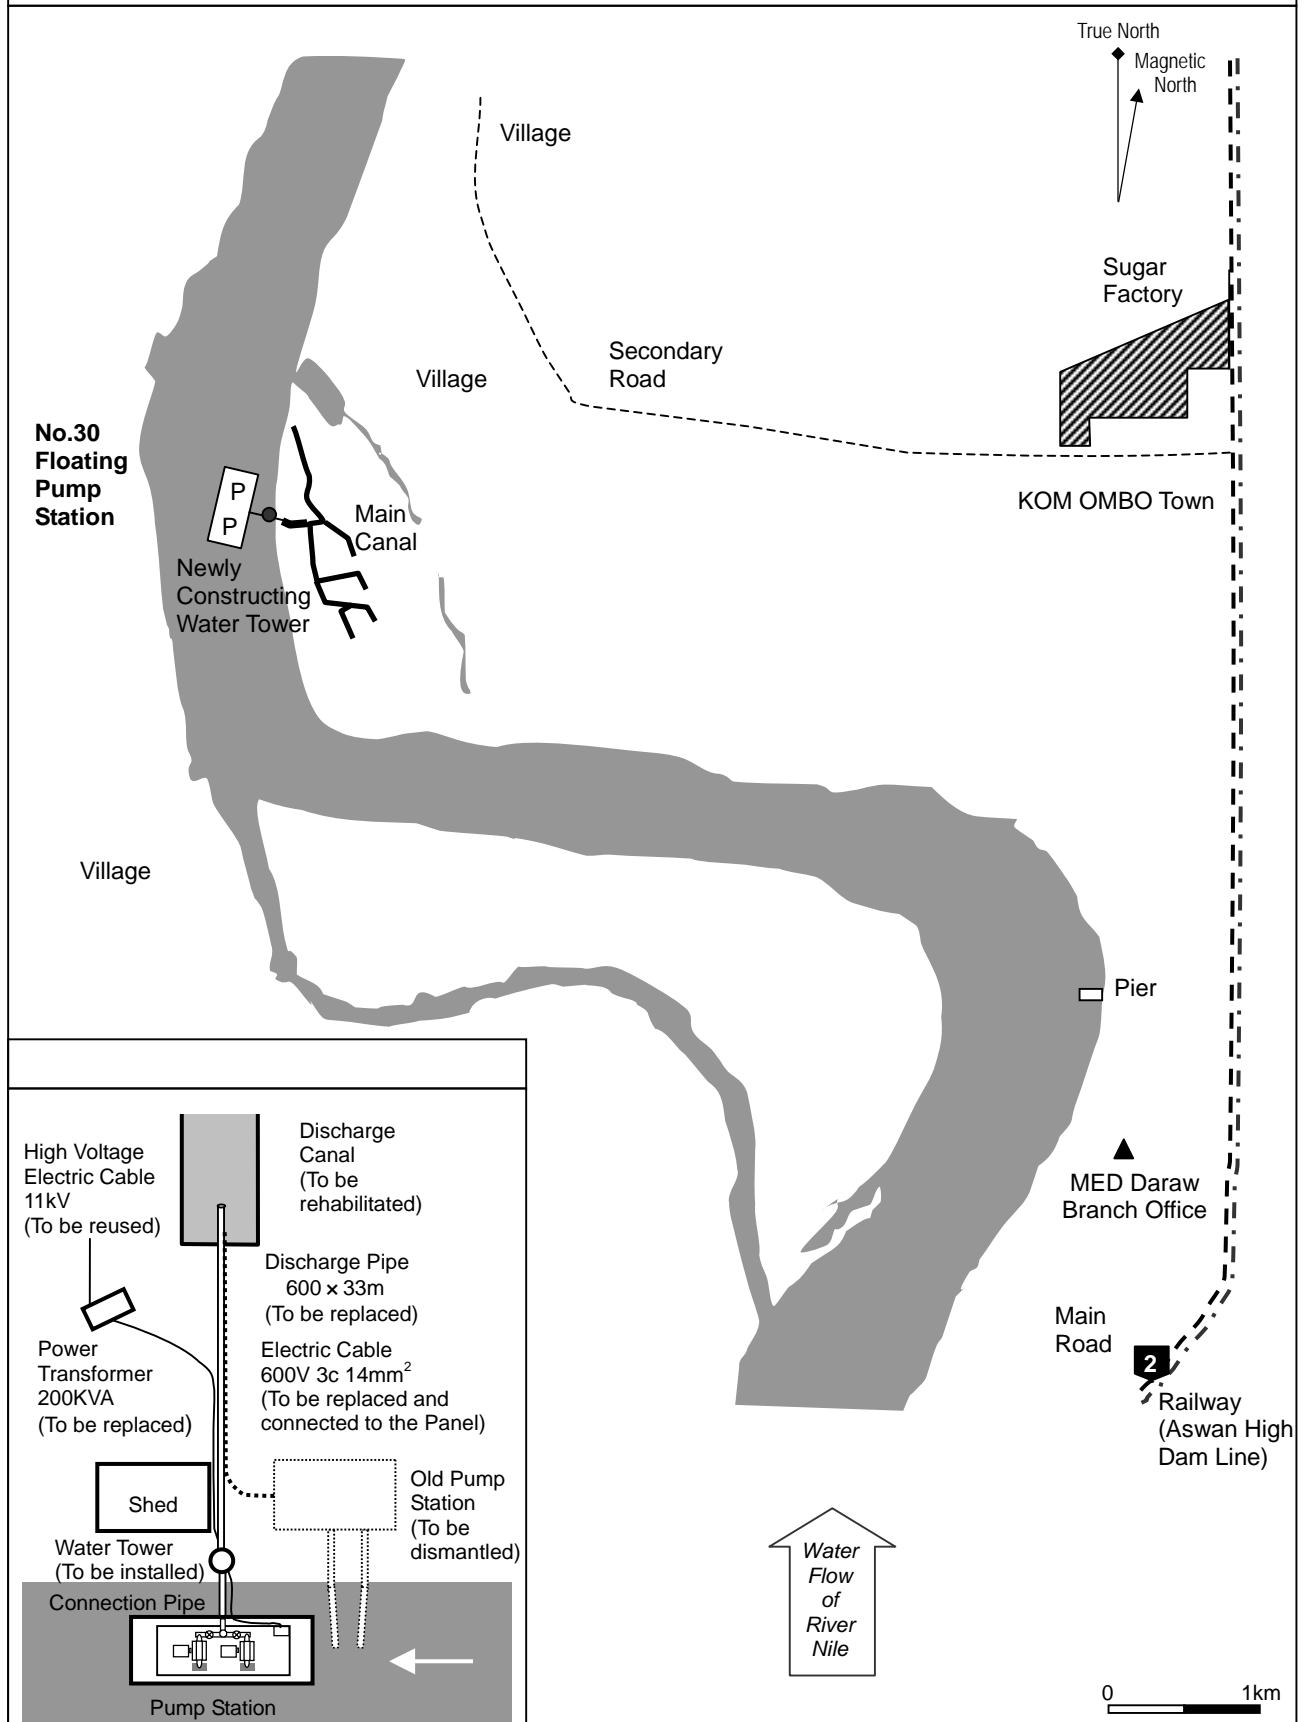 True North
Magnetic
North
Village
Sugar
Factory
Secondary
Road
Village
No.30
Floating
Pump
Station
P
P
Main
Canal
KOM OMBO Town
Newly
Constructing
Water Tower
Village
Pier
MED Daraw
Branch Office
Main
Road
2
Railway
(Aswan High
Dam Line)
Water
Flow
of
River
Nile
0 1km
High Voltage
Electric Cable
11kV
(To be reused)
Discharge
Canal
(To be
rehabilitated)
Discharge Pipe
600 × 33m
(To be replaced)
Power
Transformer
200KVA
(To be replaced)
Electric Cable
600V 3c 14mm²
(To be replaced and
connected to the Panel)
Shed
Old Pump
Station
(To be
dismantled)
Water Tower
(To be installed)
Connection Pipe
Pump Station